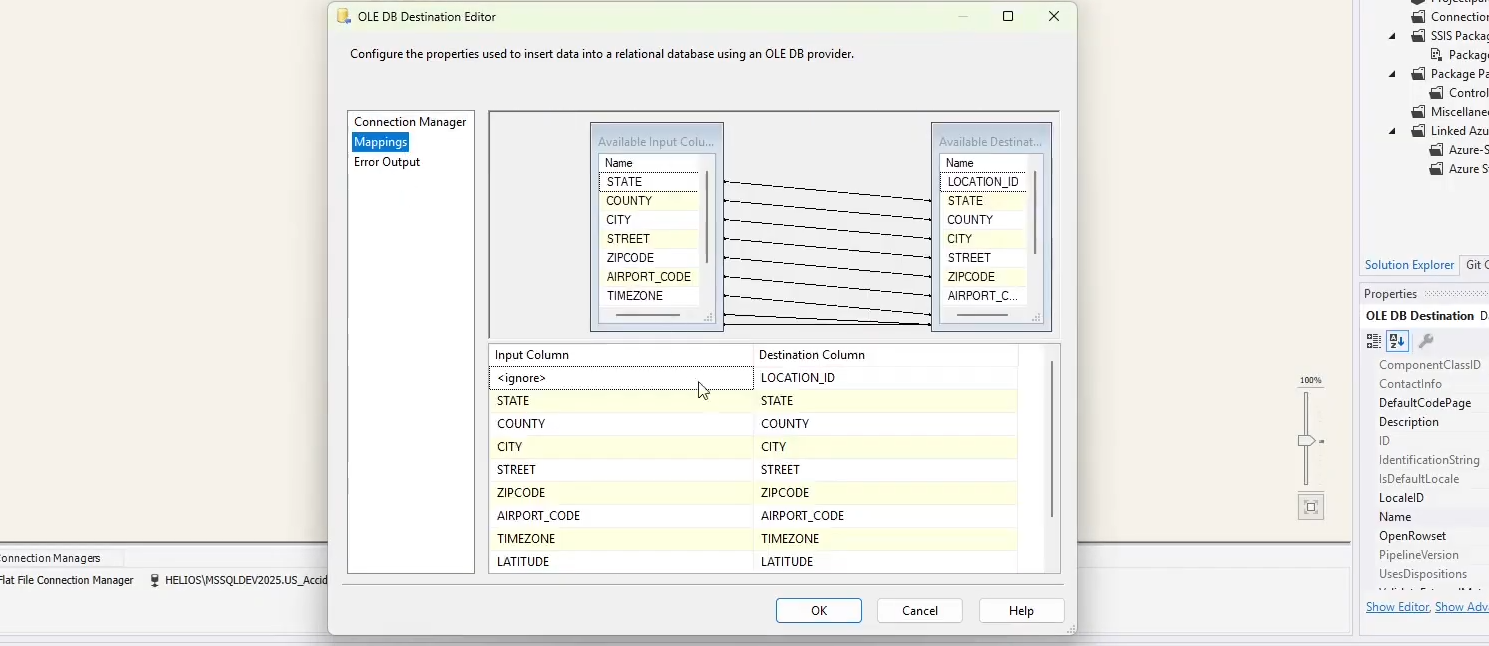 OLE DB Destination Editor
Configure the properties used to insert data into a relational database using an OLE DB provider.
Connection Manager
Mappings
Error Output
Available Input Colu...
Name
STATE
COUNTY
CITY
STREET
ZIPCODE
AIRPORT_CODE
TIMEZONE
Available Destinat...
Name
LOCATION_ID
STATE
COUNTY
CITY
STREET
ZIPCODE
AIRPORT_C...
Input Column Destination Column
<ignore> LOCATION_ID
STATE STATE
COUNTY COUNTY
CITY CITY
STREET STREET
ZIPCODE ZIPCODE
AIRPORT_CODE AIRPORT_CODE
TIMEZONE TIMEZONE
LATITUDE LATITUDE
OK Cancel Help
onnection Managers
Flat File Connection Manager HELIOS\MSSQLDEV2025.US_Accid
100%
Connection
SSIS Packag
Package
Package Pa
Control
Miscellane
Linked Azu
Azure-S
Azure St
Solution Explorer Git C
Properties
OLE DB Destination D
ComponentClassID
ContactInfo
DefaultCodePage
Description
ID
IdentificationString
IsDefaultLocale
LocaleID
Name
OpenRowset
PipelineVersion
UsesDispositions
Show Editor, Show Adv